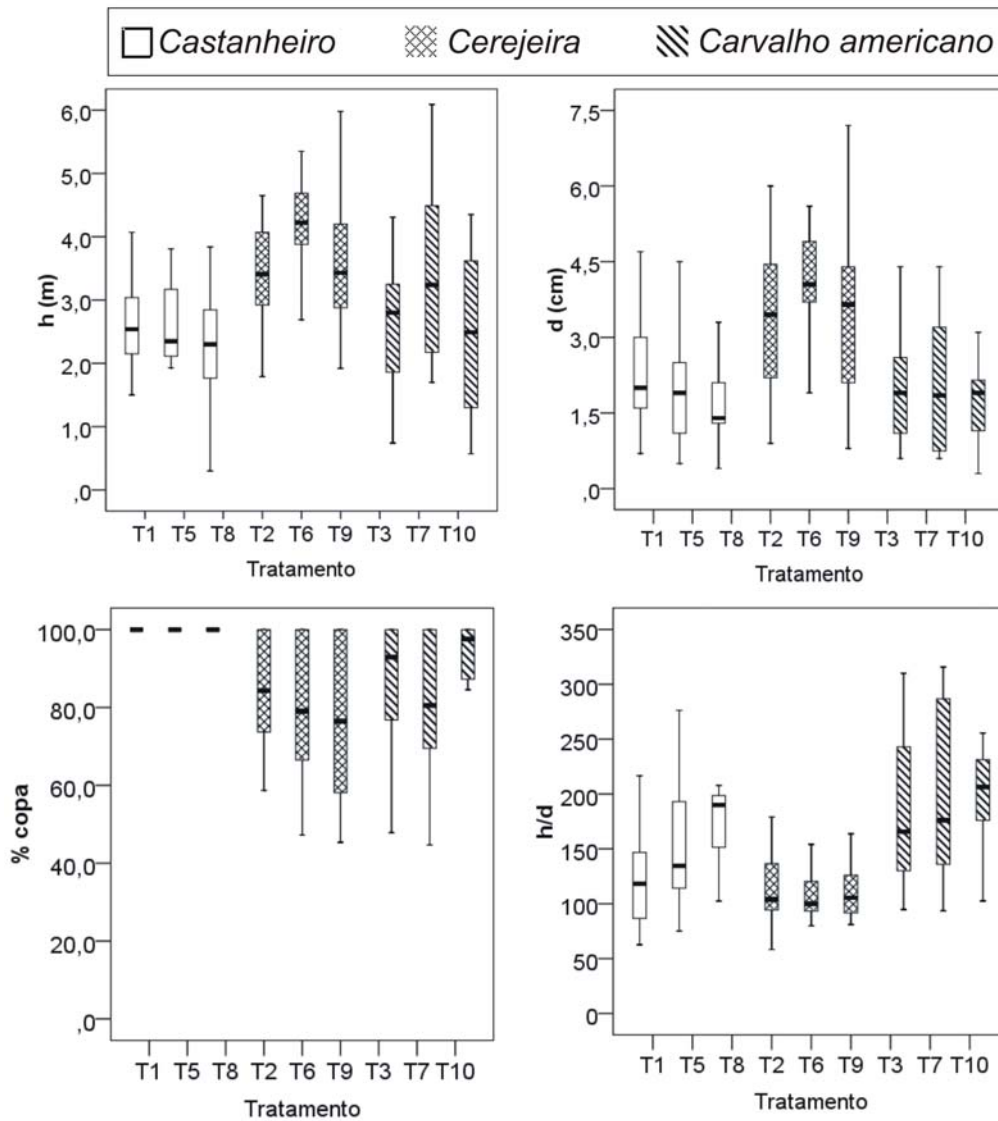 Castanheiro Cerejeira Carvalho americano
h (m)
6,0
5,0
4,0
3,0
2,0
1,0
,0
T1 T5 T8 T2 T6 T9 T3 T7 T10
Tratamento
d (cm)
7,5
6,0
4,5
3,0
1,5
,0
T1 T5 T8 T2 T6 T9 T3 T7 T10
Tratamento
% copa
100,0
80,0
60,0
40,0
20,0
,0
T1 T5 T8 T2 T6 T9 T3 T7 T10
Tratamento
h/d
350
300
250
200
150
100
50
0
T1 T5 T8 T2 T6 T9 T3 T7 T10
Tratamento